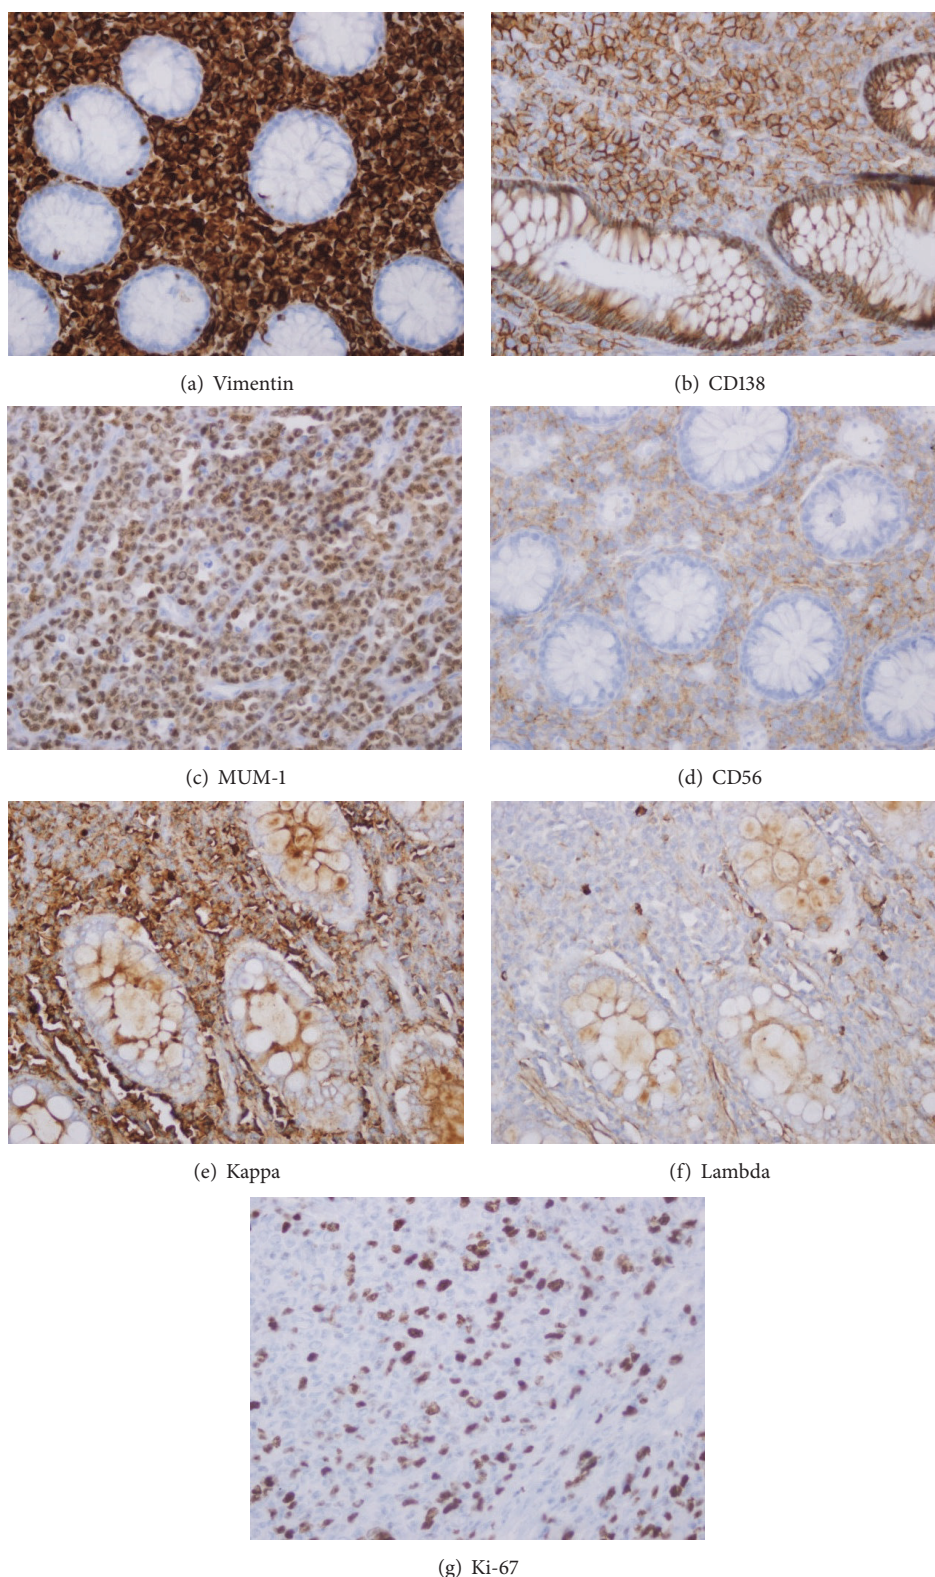 (a) Vimentin
(b) CD138
(c) MUM-1
(d) CD56
(e) Kappa
(f) Lambda
(g) Ki-67